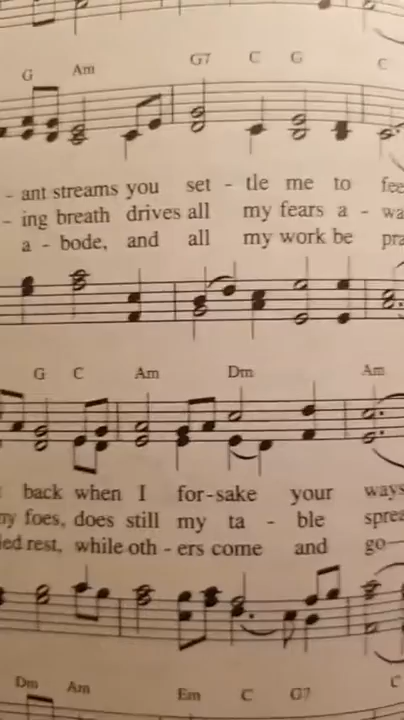 G Am G7 C G C
- ant streams you set - tle me to fee
- ing breath drives all my fears a - wa
a - bode, and all my work be pra
G C Am Dm Am
back when I for - sake your ways
my foes, does still my ta - ble sprea
ied rest, while oth - ers come and go
Dm Am Em C G7 C